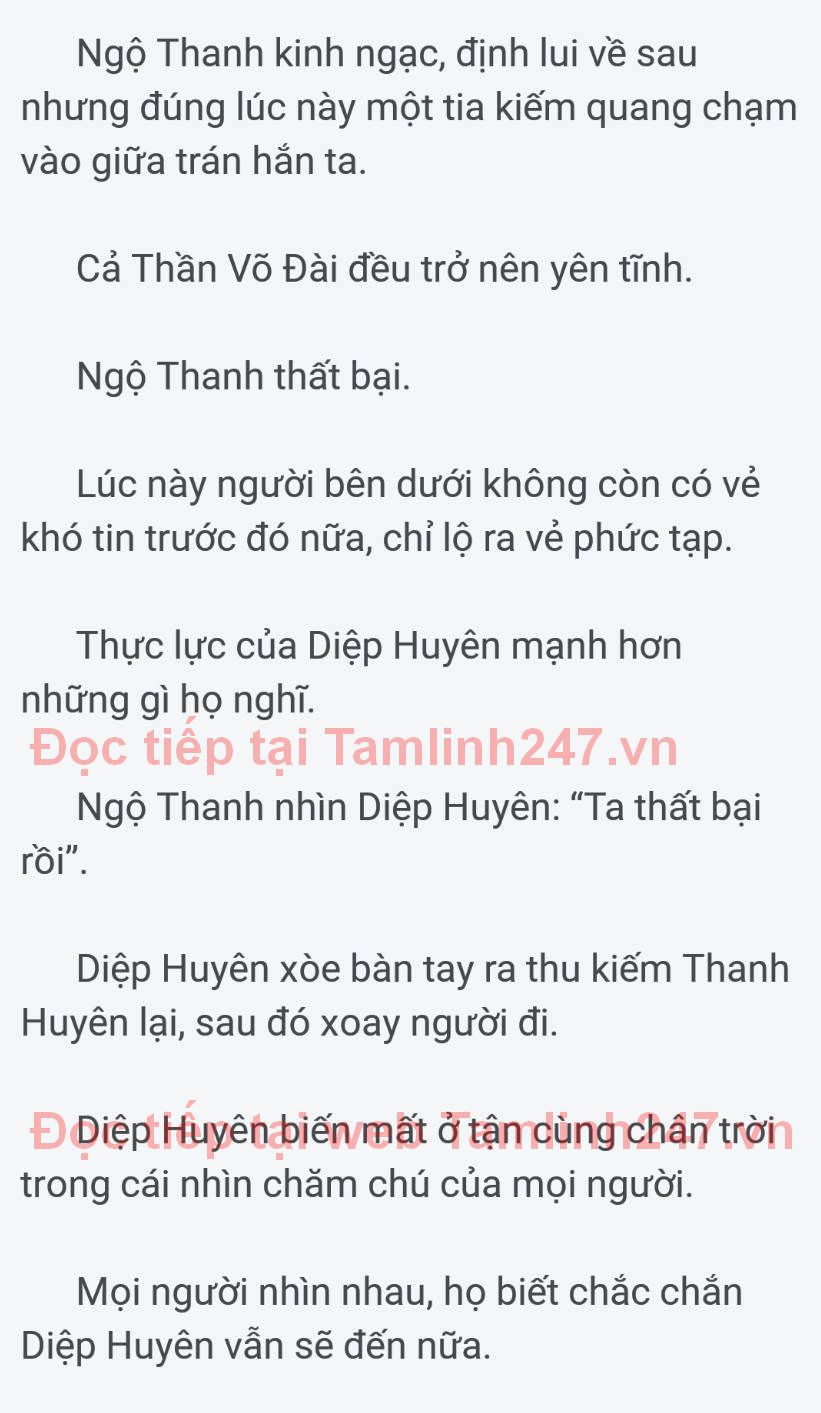 Ngộ Thanh kinh ngạc, định lui về sau
nhưng đúng lúc này một tia kiếm quang chạm
vào giữa trán hắn ta.
Cả Thần Võ Đài đều trở nên yên tĩnh.
Ngộ Thanh thất bại.
Lúc này người bên dưới không còn có vẻ
khó tin trước đó nữa, chỉ lộ ra vẻ phức tạp.
Thực lực của Diệp Huyên mạnh hơn
những gì họ nghĩ.
Đọc tiếp tại Tamlinh247.vn
Ngộ Thanh nhìn Diệp Huyên: “Ta thất bại
rồi”.
Diệp Huyên xòe bàn tay ra thu kiếm Thanh
Huyên lại, sau đó xoay người đi.
Đọc tiếp tại web Tamlinh247.vn
Diệp Huyên biến mất ở tận cùng chân trời
trong cái nhìn chăm chú của mọi người.
Mọi người nhìn nhau, họ biết chắc chắn
Diệp Huyên vẫn sẽ đến nữa.